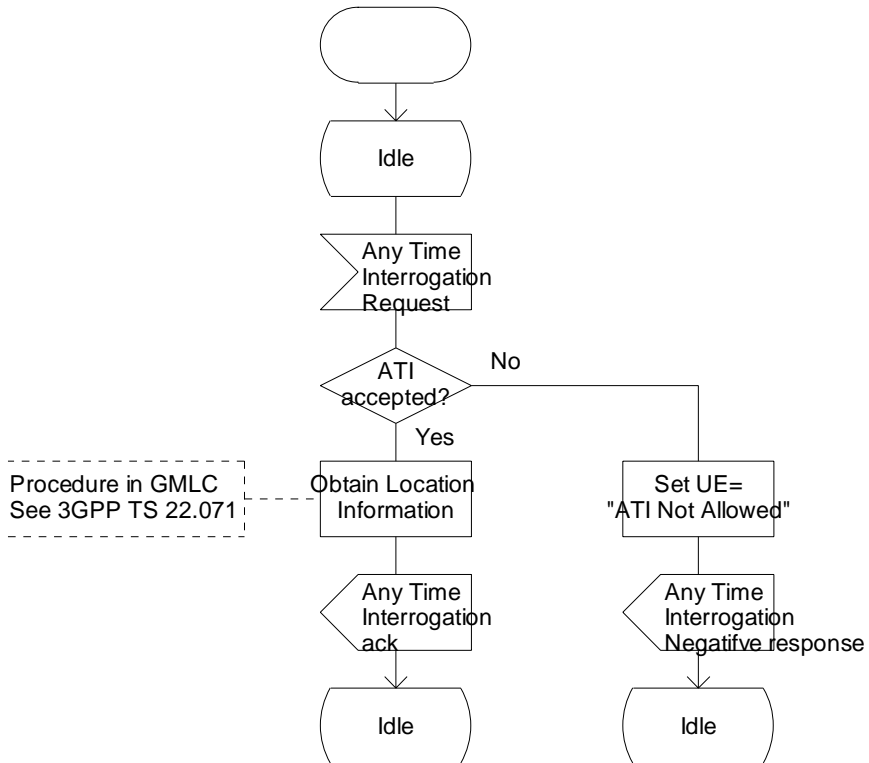 Idle
Any Time
Interrogation
Request
ATI
accepted?
No
Yes
Procedure in GMLC
See 3GPP TS 22.071
Obtain Location
Information
Set UE=
"ATI Not Allowed"
Any Time
Interrogation
ack
Any Time
Interrogation
Negatifve response
Idle
Idle